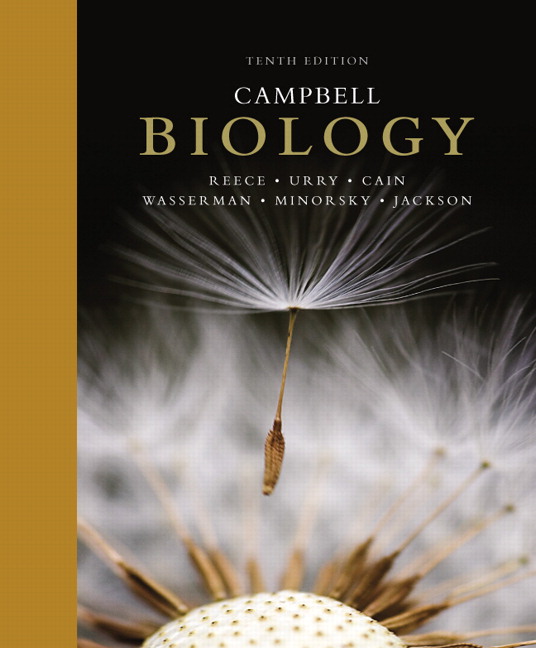 TENTH EDITION
CAMPBELL
BIOLOGY
REECE • URRY • CAIN
WASSERMAN • MINORSKY • JACKSON